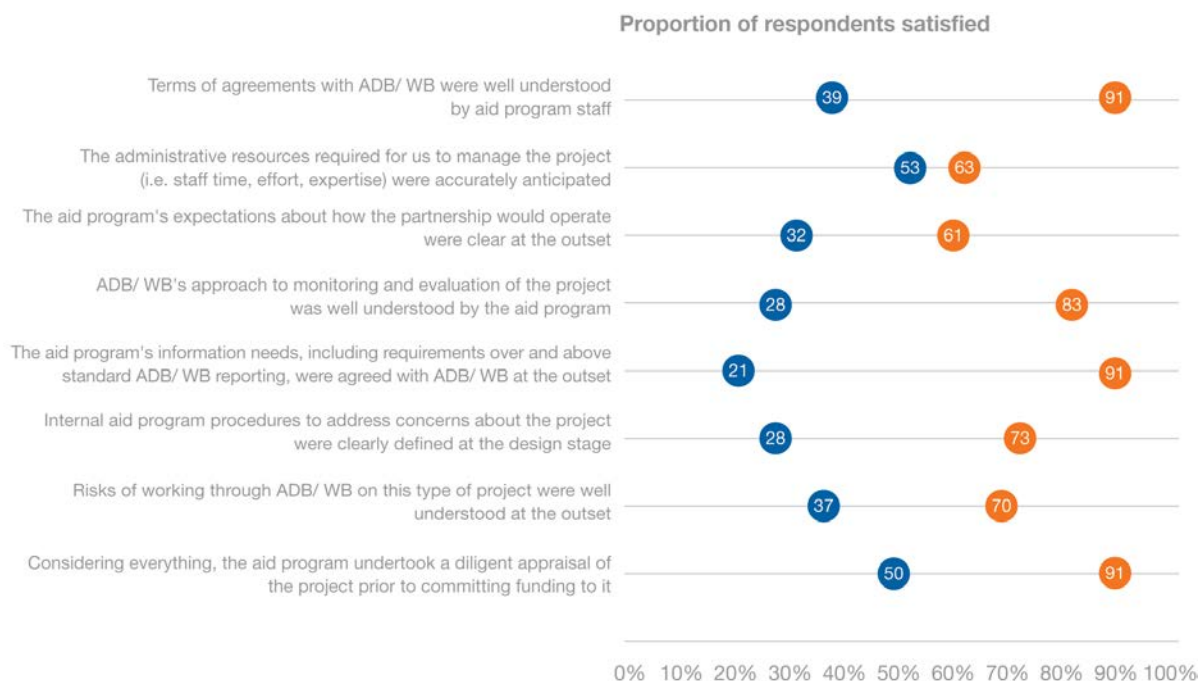 Proportion of respondents satisfied
Terms of agreements with ADB/ WB were well understood
by aid program staff
39
91
The administrative resources required for us to manage the project
(i.e. staff time, effort, expertise) were accurately anticipated
53
63
The aid program's expectations about how the partnership would operate
were clear at the outset
32
61
ADB/ WB's approach to monitoring and evaluation of the project
was well understood by the aid program
28
83
The aid program's information needs, including requirements over and above
standard ADB/ WB reporting, were agreed with ADB/ WB at the outset
21
91
Internal aid program procedures to address concerns about the project
were clearly defined at the design stage
28
73
Risks of working through ADB/ WB on this type of project were well
understood at the outset
37
70
Considering everything, the aid program undertook a diligent appraisal of
the project prior to committing funding to it
50
91
0% 10% 20% 30% 40% 50% 60% 70% 80% 90% 100%